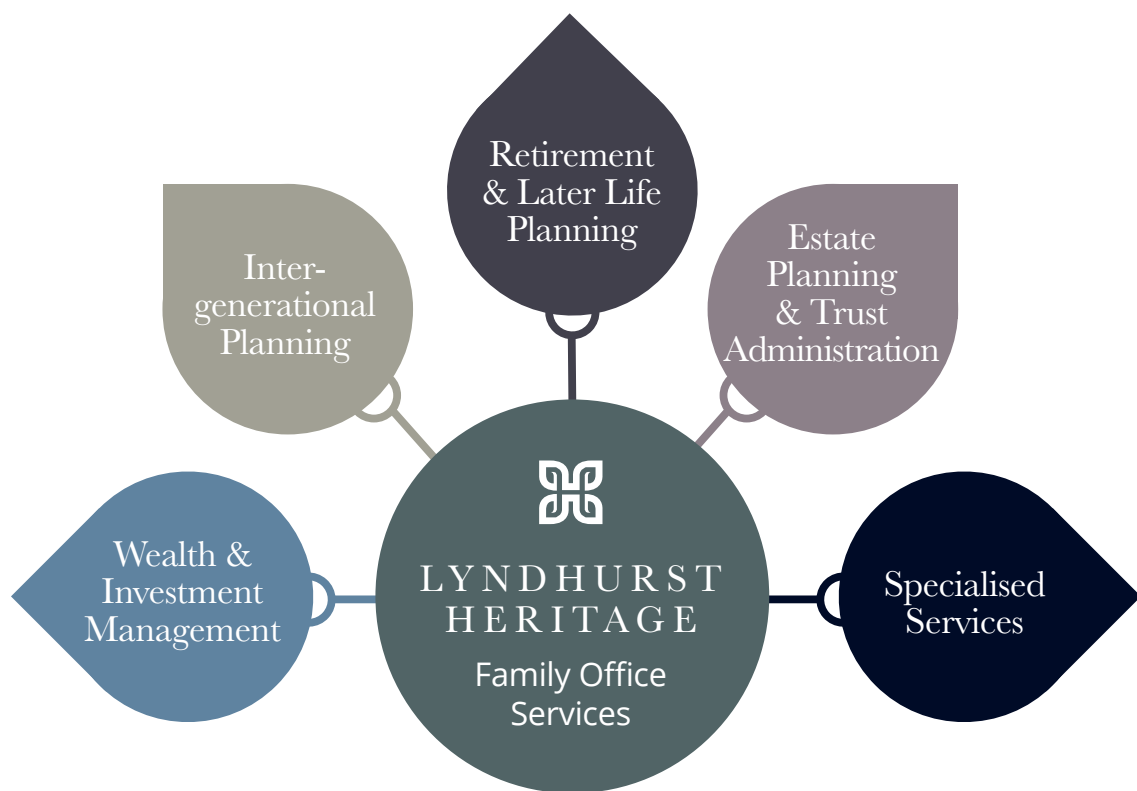 Retirement
& Later Life
Planning
Inter-
generational
Planning
Estate
Planning
& Trust
Administration
Wealth &
Investment
Management
LYNDHURST
HERITAGE
Family Office
Services
Specialised
Services